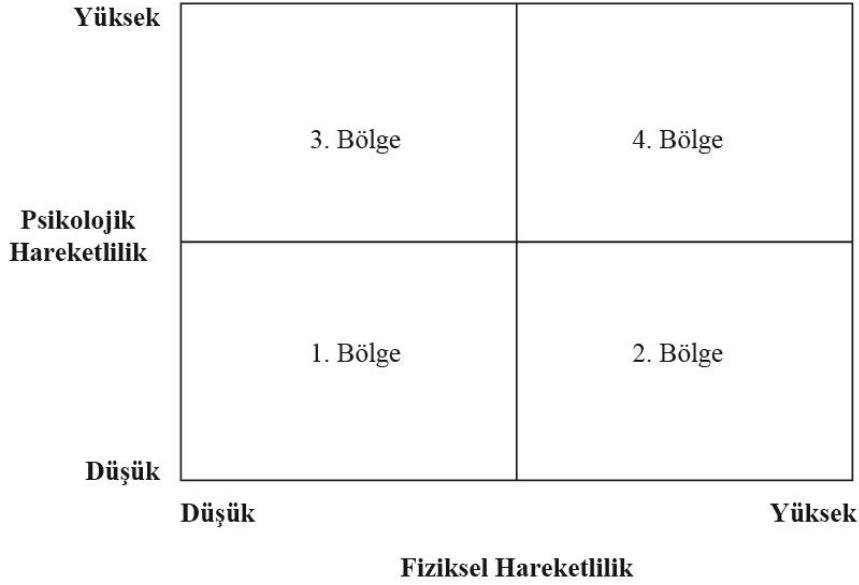 Yüksek
3. Bölge
4. Bölge
Psikolojik
Hareketlilik
1. Bölge
2. Bölge
Düşük
Düşük
Yüksek
Fiziksel Hareketlilik